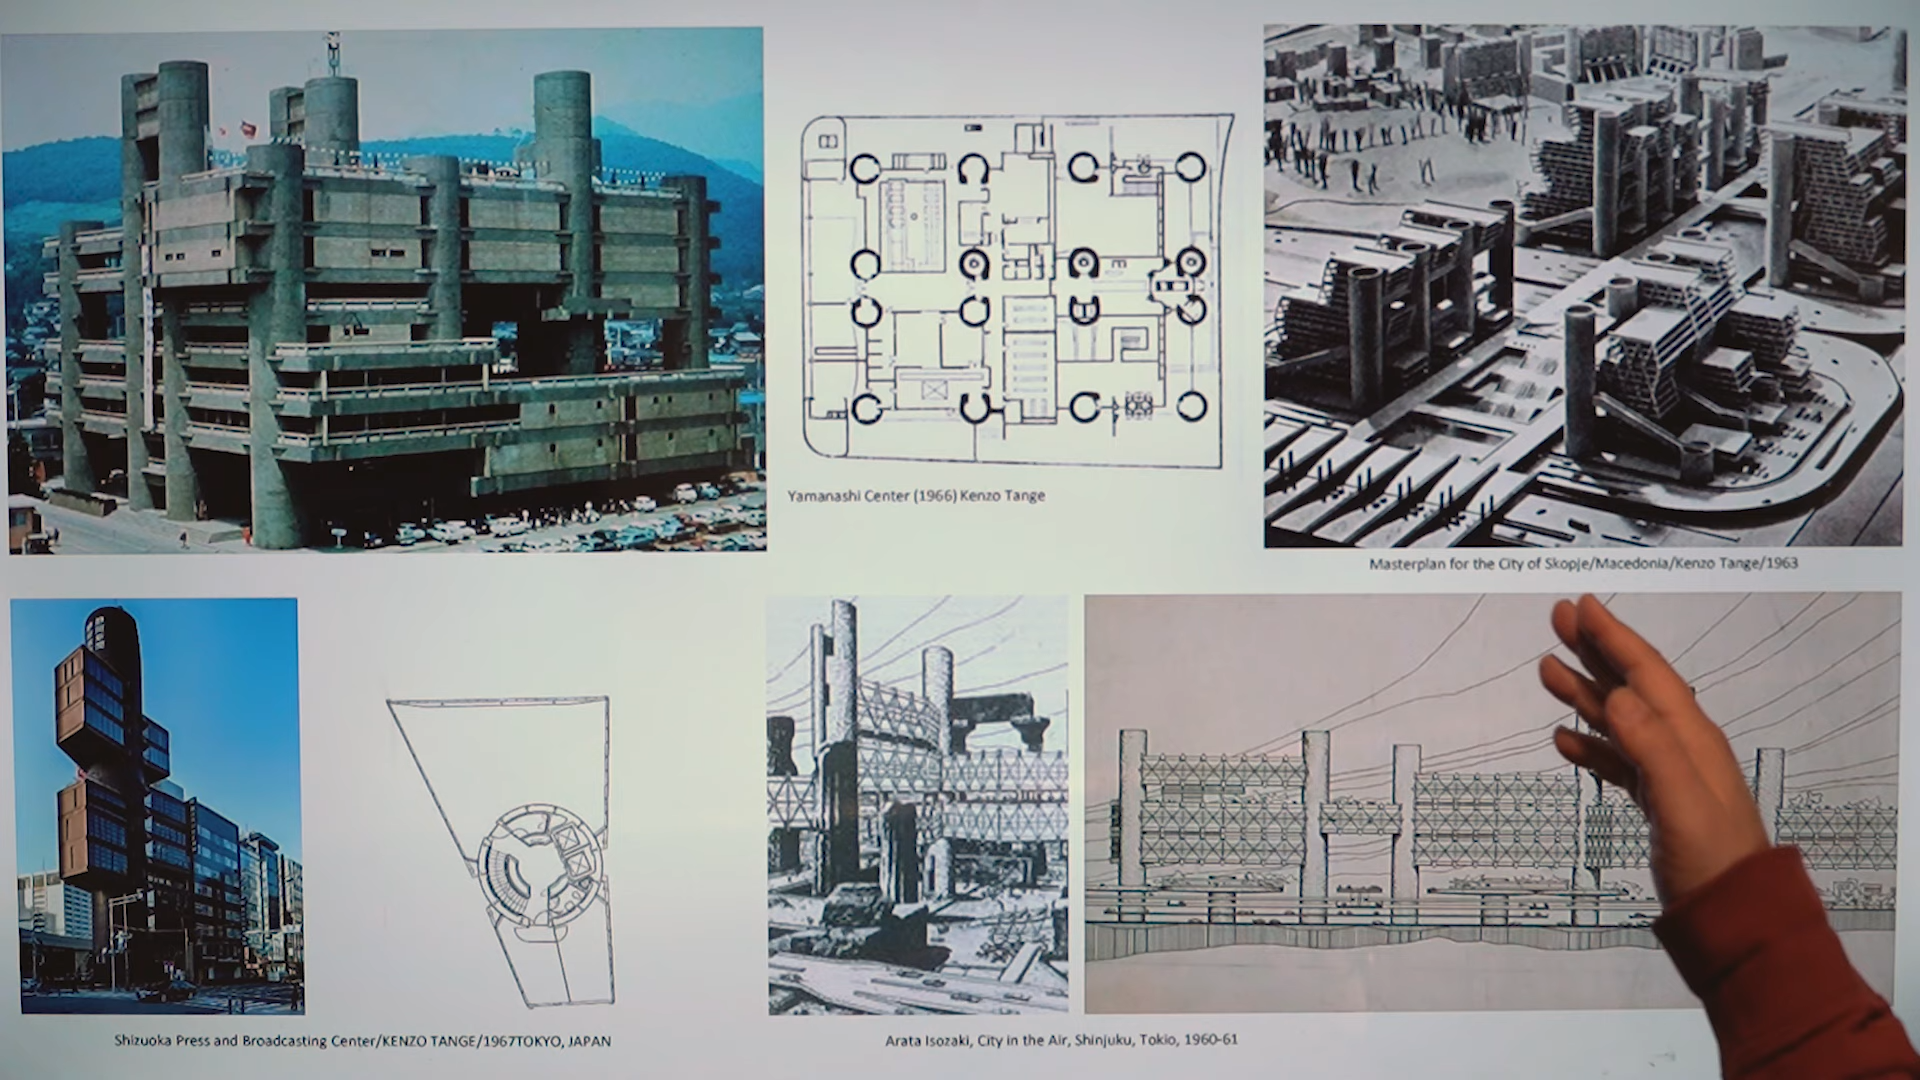 Yamanashi Center (1966) Kenzo Tange
Masterplan for the City of Skopje/Macedonia/Kenzo Tange/1963
Shizuoka Press and Broadcasting Center/KENZO TANGE/1967TOKYO, JAPAN
Arata Isozaki, City in the Air, Shinjuku, Tokio, 1960-61